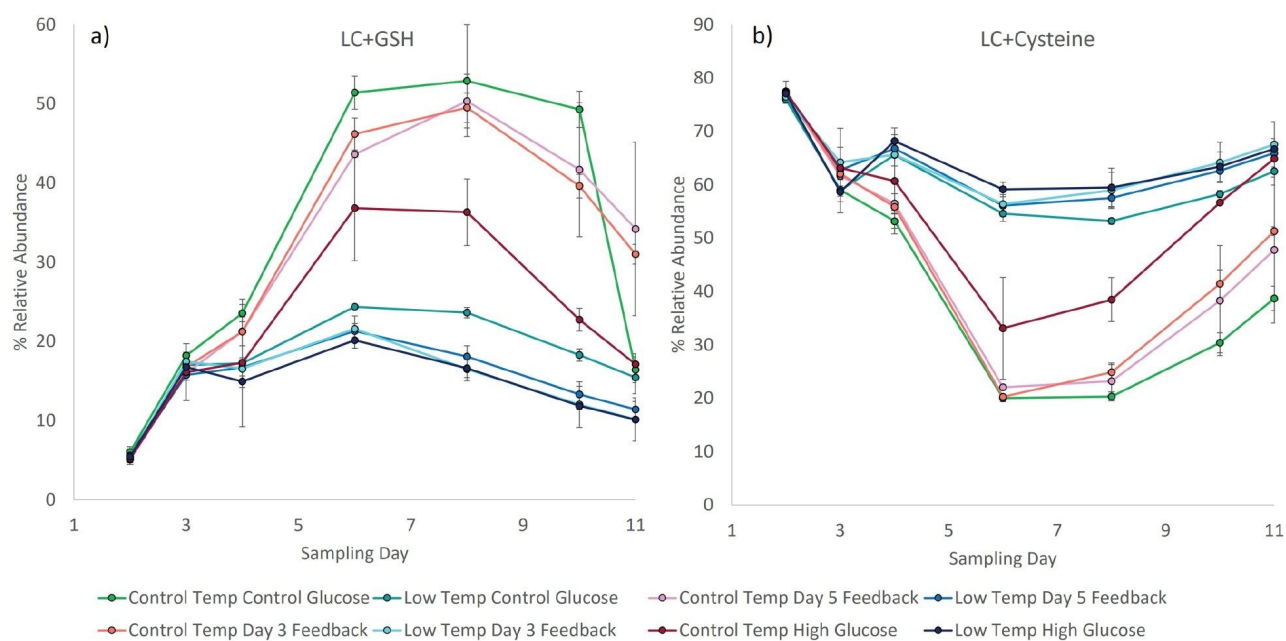 a)
LC+GSH
% Relative Abundance
60
50
40
30
20
10
0
1
3
5
7
9
11
Sampling Day
b)
LC+Cysteine
% Relative Abundance
90
80
70
60
50
40
30
20
10
0
1
3
5
7
9
11
Sampling Day
Control Temp Control Glucose
Low Temp Control Glucose
Control Temp Day 5 Feedback
Low Temp Day 5 Feedback
Control Temp Day 3 Feedback
Low Temp Day 3 Feedback
Control Temp High Glucose
Low Temp High Glucose